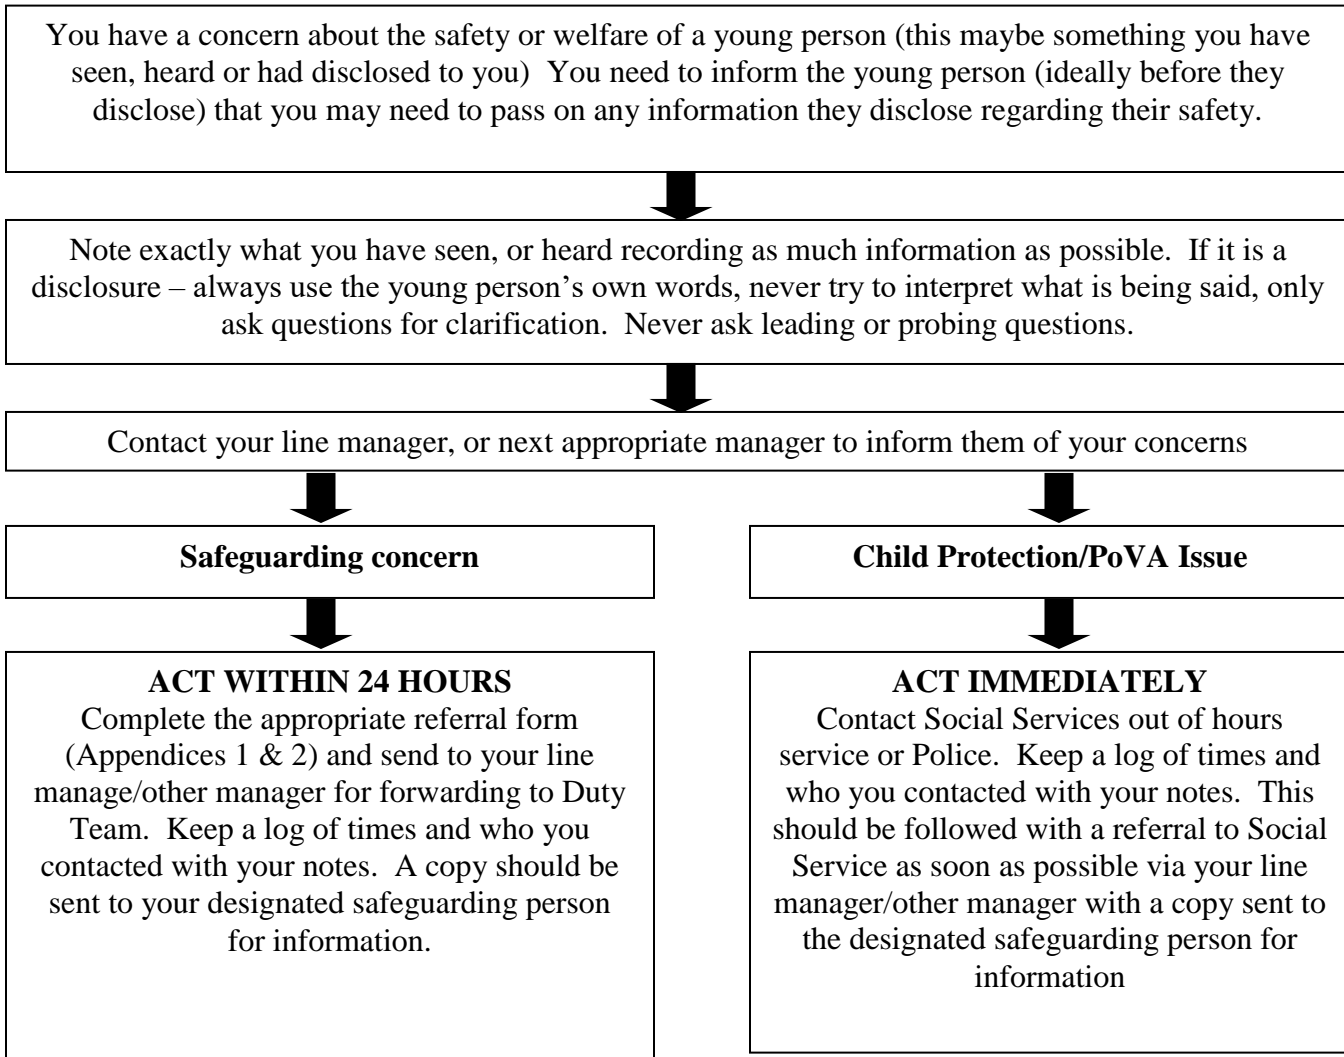 You have a concern about the safety or welfare of a young person (this maybe something you have
seen, heard or had disclosed to you)  You need to inform the young person (ideally before they
disclose) that you may need to pass on any information they disclose regarding their safety.
Note exactly what you have seen, or heard recording as much information as possible.  If it is a
disclosure – always use the young person’s own words, never try to interpret what is being said, only
ask questions for clarification.  Never ask leading or probing questions.
Contact your line manager, or next appropriate manager to inform them of your concerns
Safeguarding concern
ACT WITHIN 24 HOURS
Complete the appropriate referral form
(Appendices 1 & 2) and send to your line
manage/other manager for forwarding to Duty
Team.  Keep a log of times and who you
contacted with your notes.  A copy should be
sent to your designated safeguarding person
for information.
Child Protection/PoVA Issue
ACT IMMEDIATELY
Contact Social Services out of hours
service or Police.  Keep a log of times and
who you contacted with your notes.  This
should be followed with a referral to Social
Service as soon as possible via your line
manager/other manager with a copy sent to
the designated safeguarding person for
information